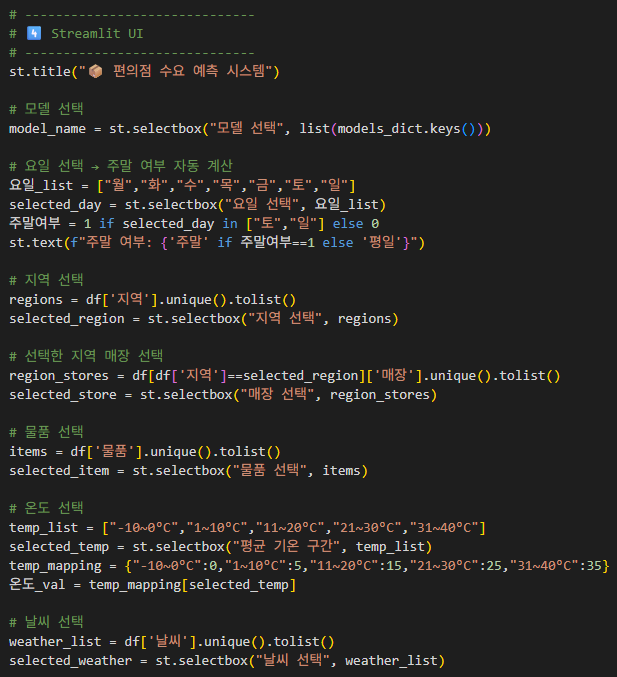 # ------------------------------
# 4️⃣ Streamlit UI
# ------------------------------
st.title("📦 편의점 수요 예측 시스템")

# 모델 선택
model_name = st.selectbox("모델 선택", list(models_dict.keys()))

# 요일 선택 → 주말 여부 자동 계산
요일_list = ["월","화","수","목","금","토","일"]
selected_day = st.selectbox("요일 선택", 요일_list)
주말여부 = 1 if selected_day in ["토","일"] else 0
st.text(f"주말 여부: {'주말' if 주말여부==1 else '평일'}")

# 지역 선택
regions = df['지역'].unique().tolist()
selected_region = st.selectbox("지역 선택", regions)

# 선택한 지역 매장 선택
region_stores = df[df['지역']==selected_region]['매장'].unique().tolist()
selected_store = st.selectbox("매장 선택", region_stores)

# 물품 선택
items = df['물품'].unique().tolist()
selected_item = st.selectbox("물품 선택", items)

# 온도 선택
temp_list = ["-10~0°C","1~10°C","11~20°C","21~30°C","31~40°C"]
selected_temp = st.selectbox("평균 기온 구간", temp_list)
temp_mapping = {"-10~0°C":0,"1~10°C":5,"11~20°C":15,"21~30°C":25,"31~40°C":35}
온도_val = temp_mapping[selected_temp]

# 날씨 선택
weather_list = df['날씨'].unique().tolist()
selected_weather = st.selectbox("날씨 선택", weather_list)